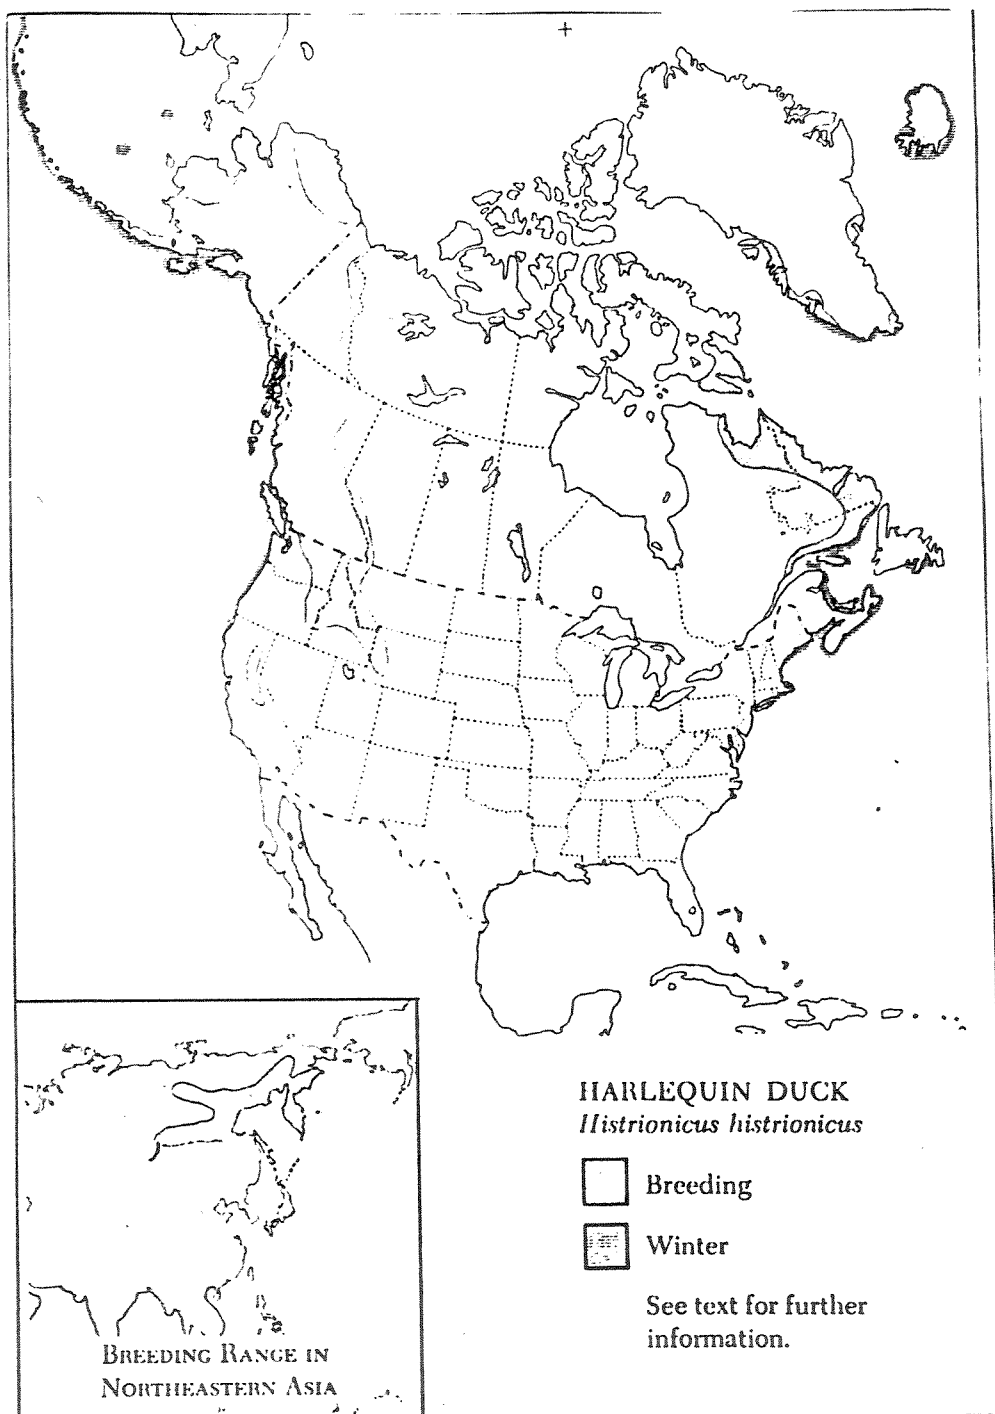 HARLEQUIN DUCK
Histrionicus histrionicus
Breeding
Winter
See text for further
information.
BREEDING RANGE IN
NORTHEASTERN ASIA